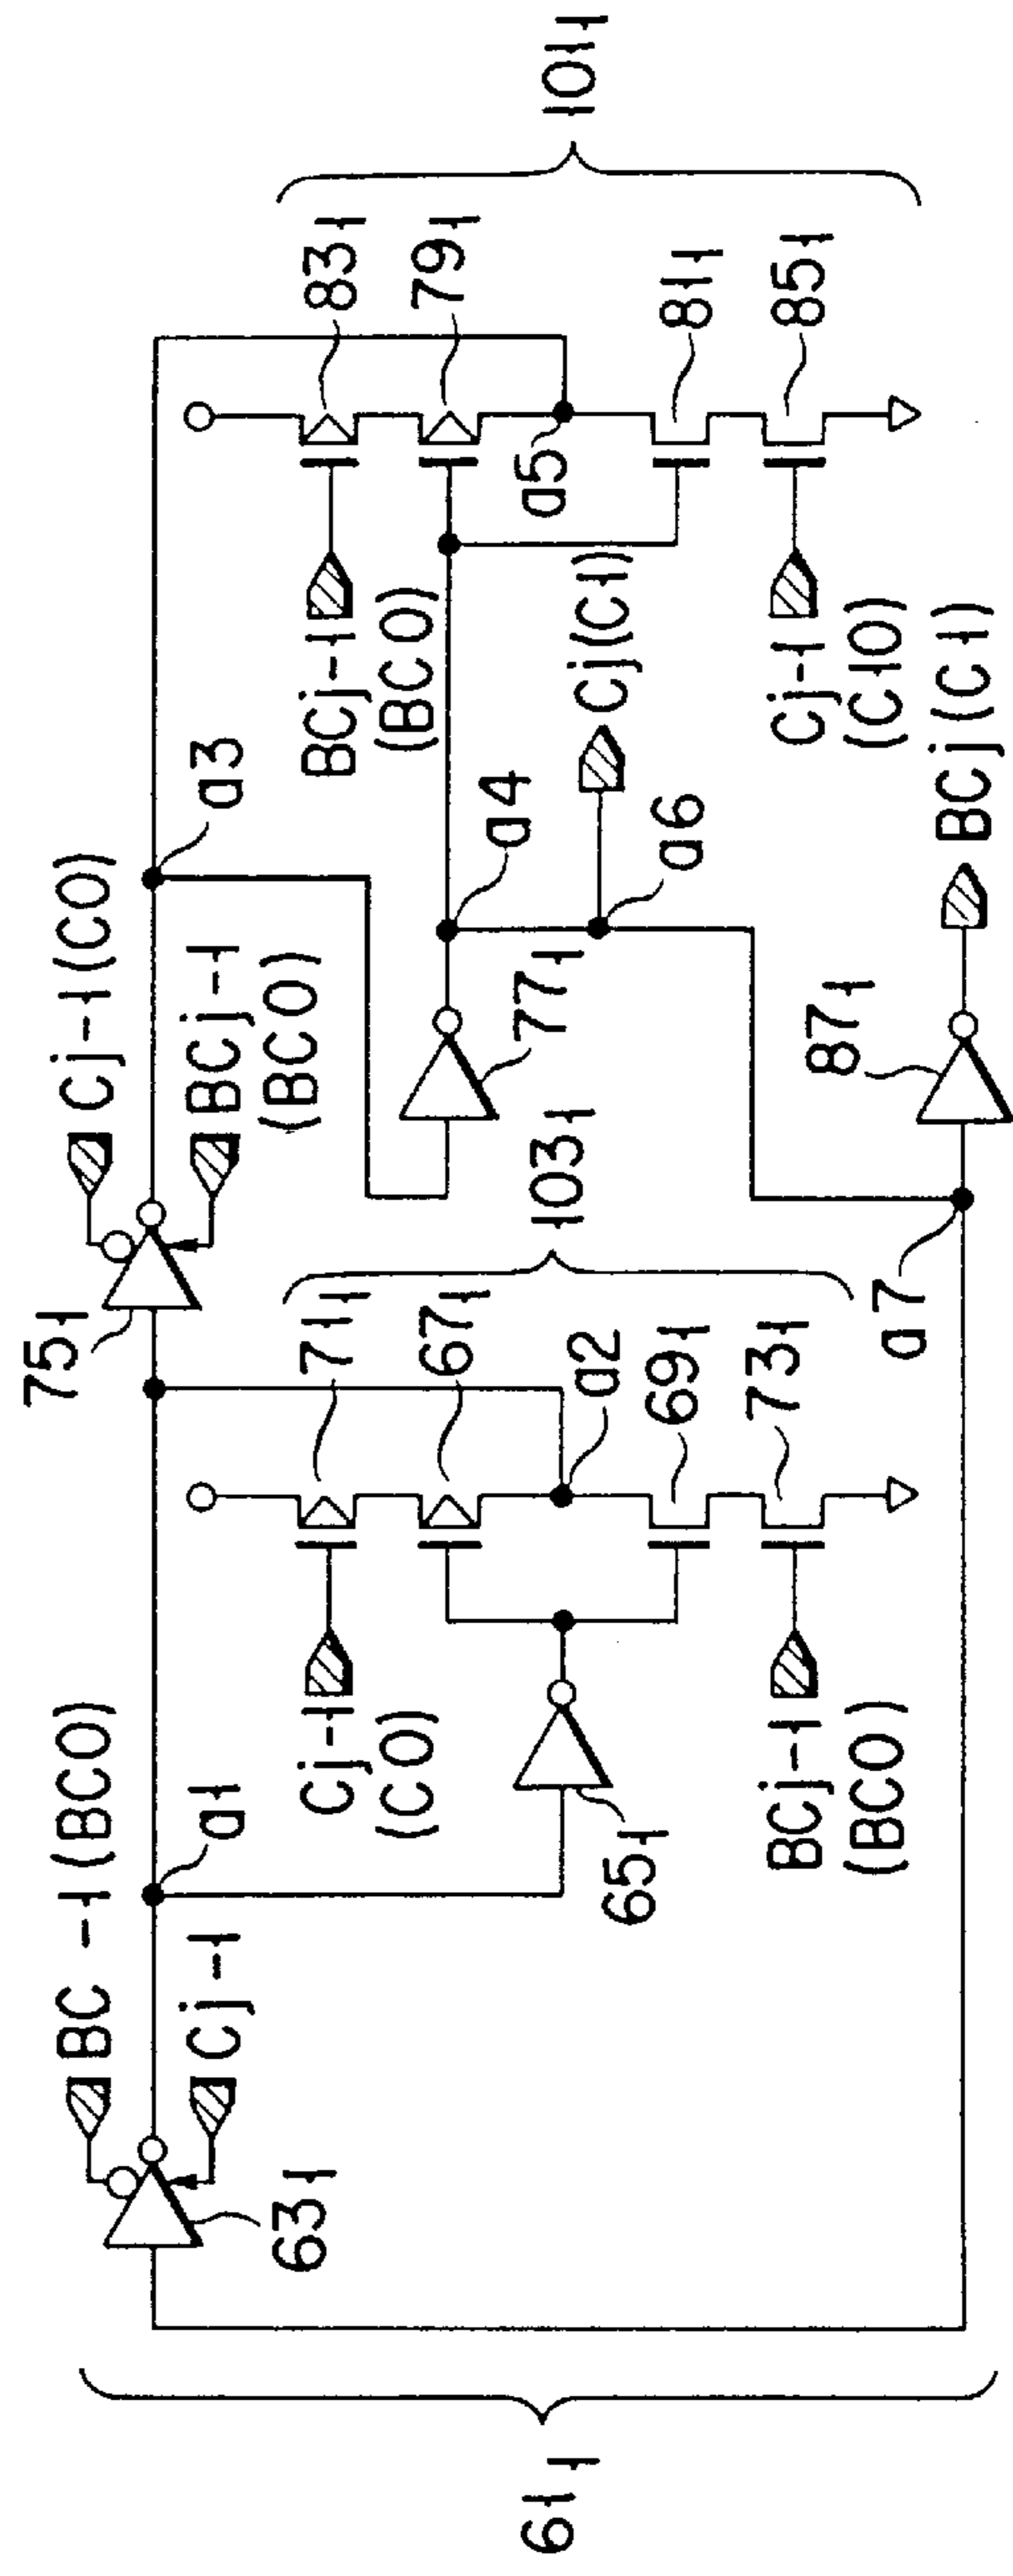 61₁
BC -1(BC0)
Cj-1
63₁
a1
65₁
Cj-1
(C0)
BCj-1
(BC0)
71₁
67₁
a2
69₁
73₁
103₁
75₁
Cj-1(C0)
BCj-1
(BC0)
a3
77₁
a4
a6
a7
87₁
Cj(C1)
BCj(C1)
BCj-1
(BC0)
Cj-1
(C10)
a5
83₁
79₁
81₁
85₁
101₁